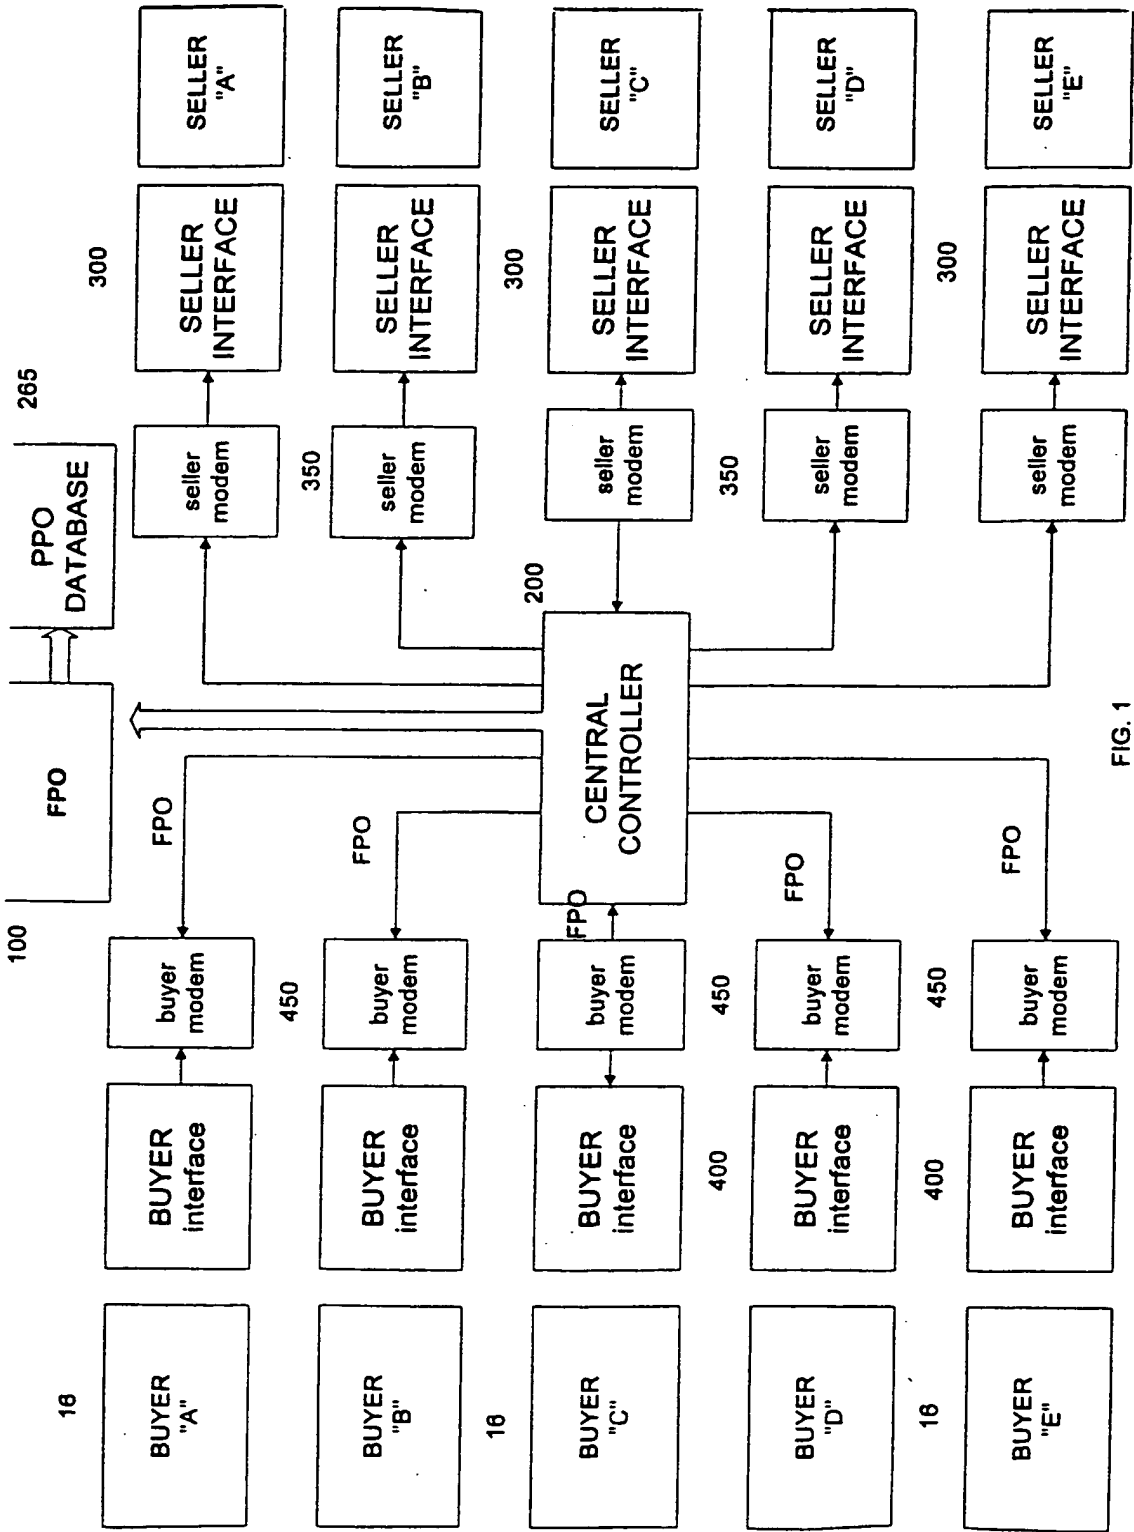 100
265
FPO
PPO
DATABASE
16
300
BUYER
"A"
BUYER
interface
buyer
modem
FPO
seller
modem
SELLER
INTERFACE
SELLER
"A"
450
350
BUYER
"B"
BUYER
interface
buyer
modem
FPO
seller
modem
SELLER
INTERFACE
SELLER
"B"
16
200
300
BUYER
"C"
BUYER
interface
buyer
modem
FPO
CENTRAL
CONTROLLER
seller
modem
SELLER
INTERFACE
SELLER
"C"
400
450
350
BUYER
"D"
BUYER
interface
buyer
modem
FPO
seller
modem
SELLER
INTERFACE
SELLER
"D"
16
400
450
300
BUYER
"E"
BUYER
interface
buyer
modem
FPO
seller
modem
SELLER
INTERFACE
SELLER
"E"
FIG. 1